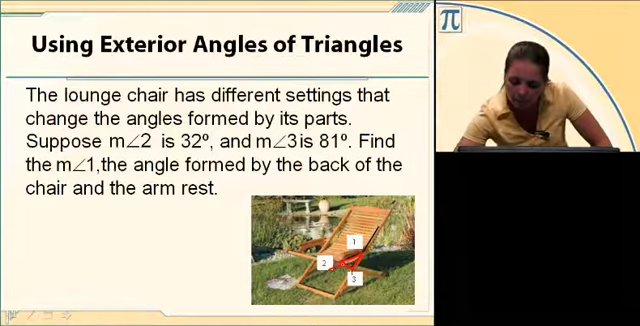 Using Exterior Angles of Triangles
π
The lounge chair has different settings that
change the angles formed by its parts.
Suppose m∠2 is 32º, and m∠3 is 81º. Find
the m∠1,the angle formed by the back of the
chair and the arm rest.
1
2
3